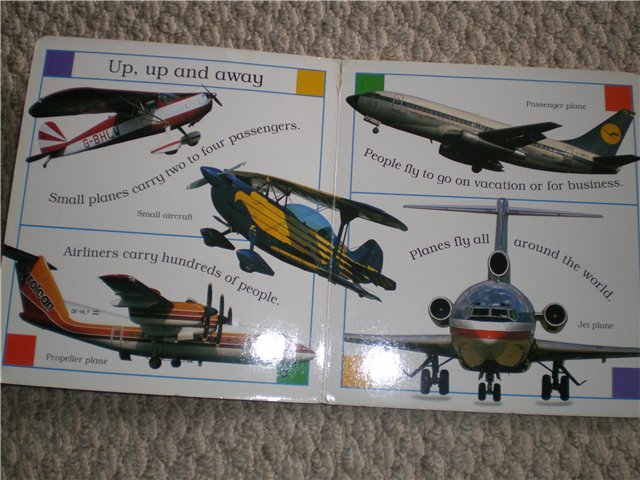 Up, up and away
G-BHLW
Small planes carry two to four passengers.
Small aircraft
Airliners carry hundreds of people.
OE-HLT
Propeller plane
Passenger plane
People fly to go on vacation or for business.
Planes fly all around the world.
Jet plane